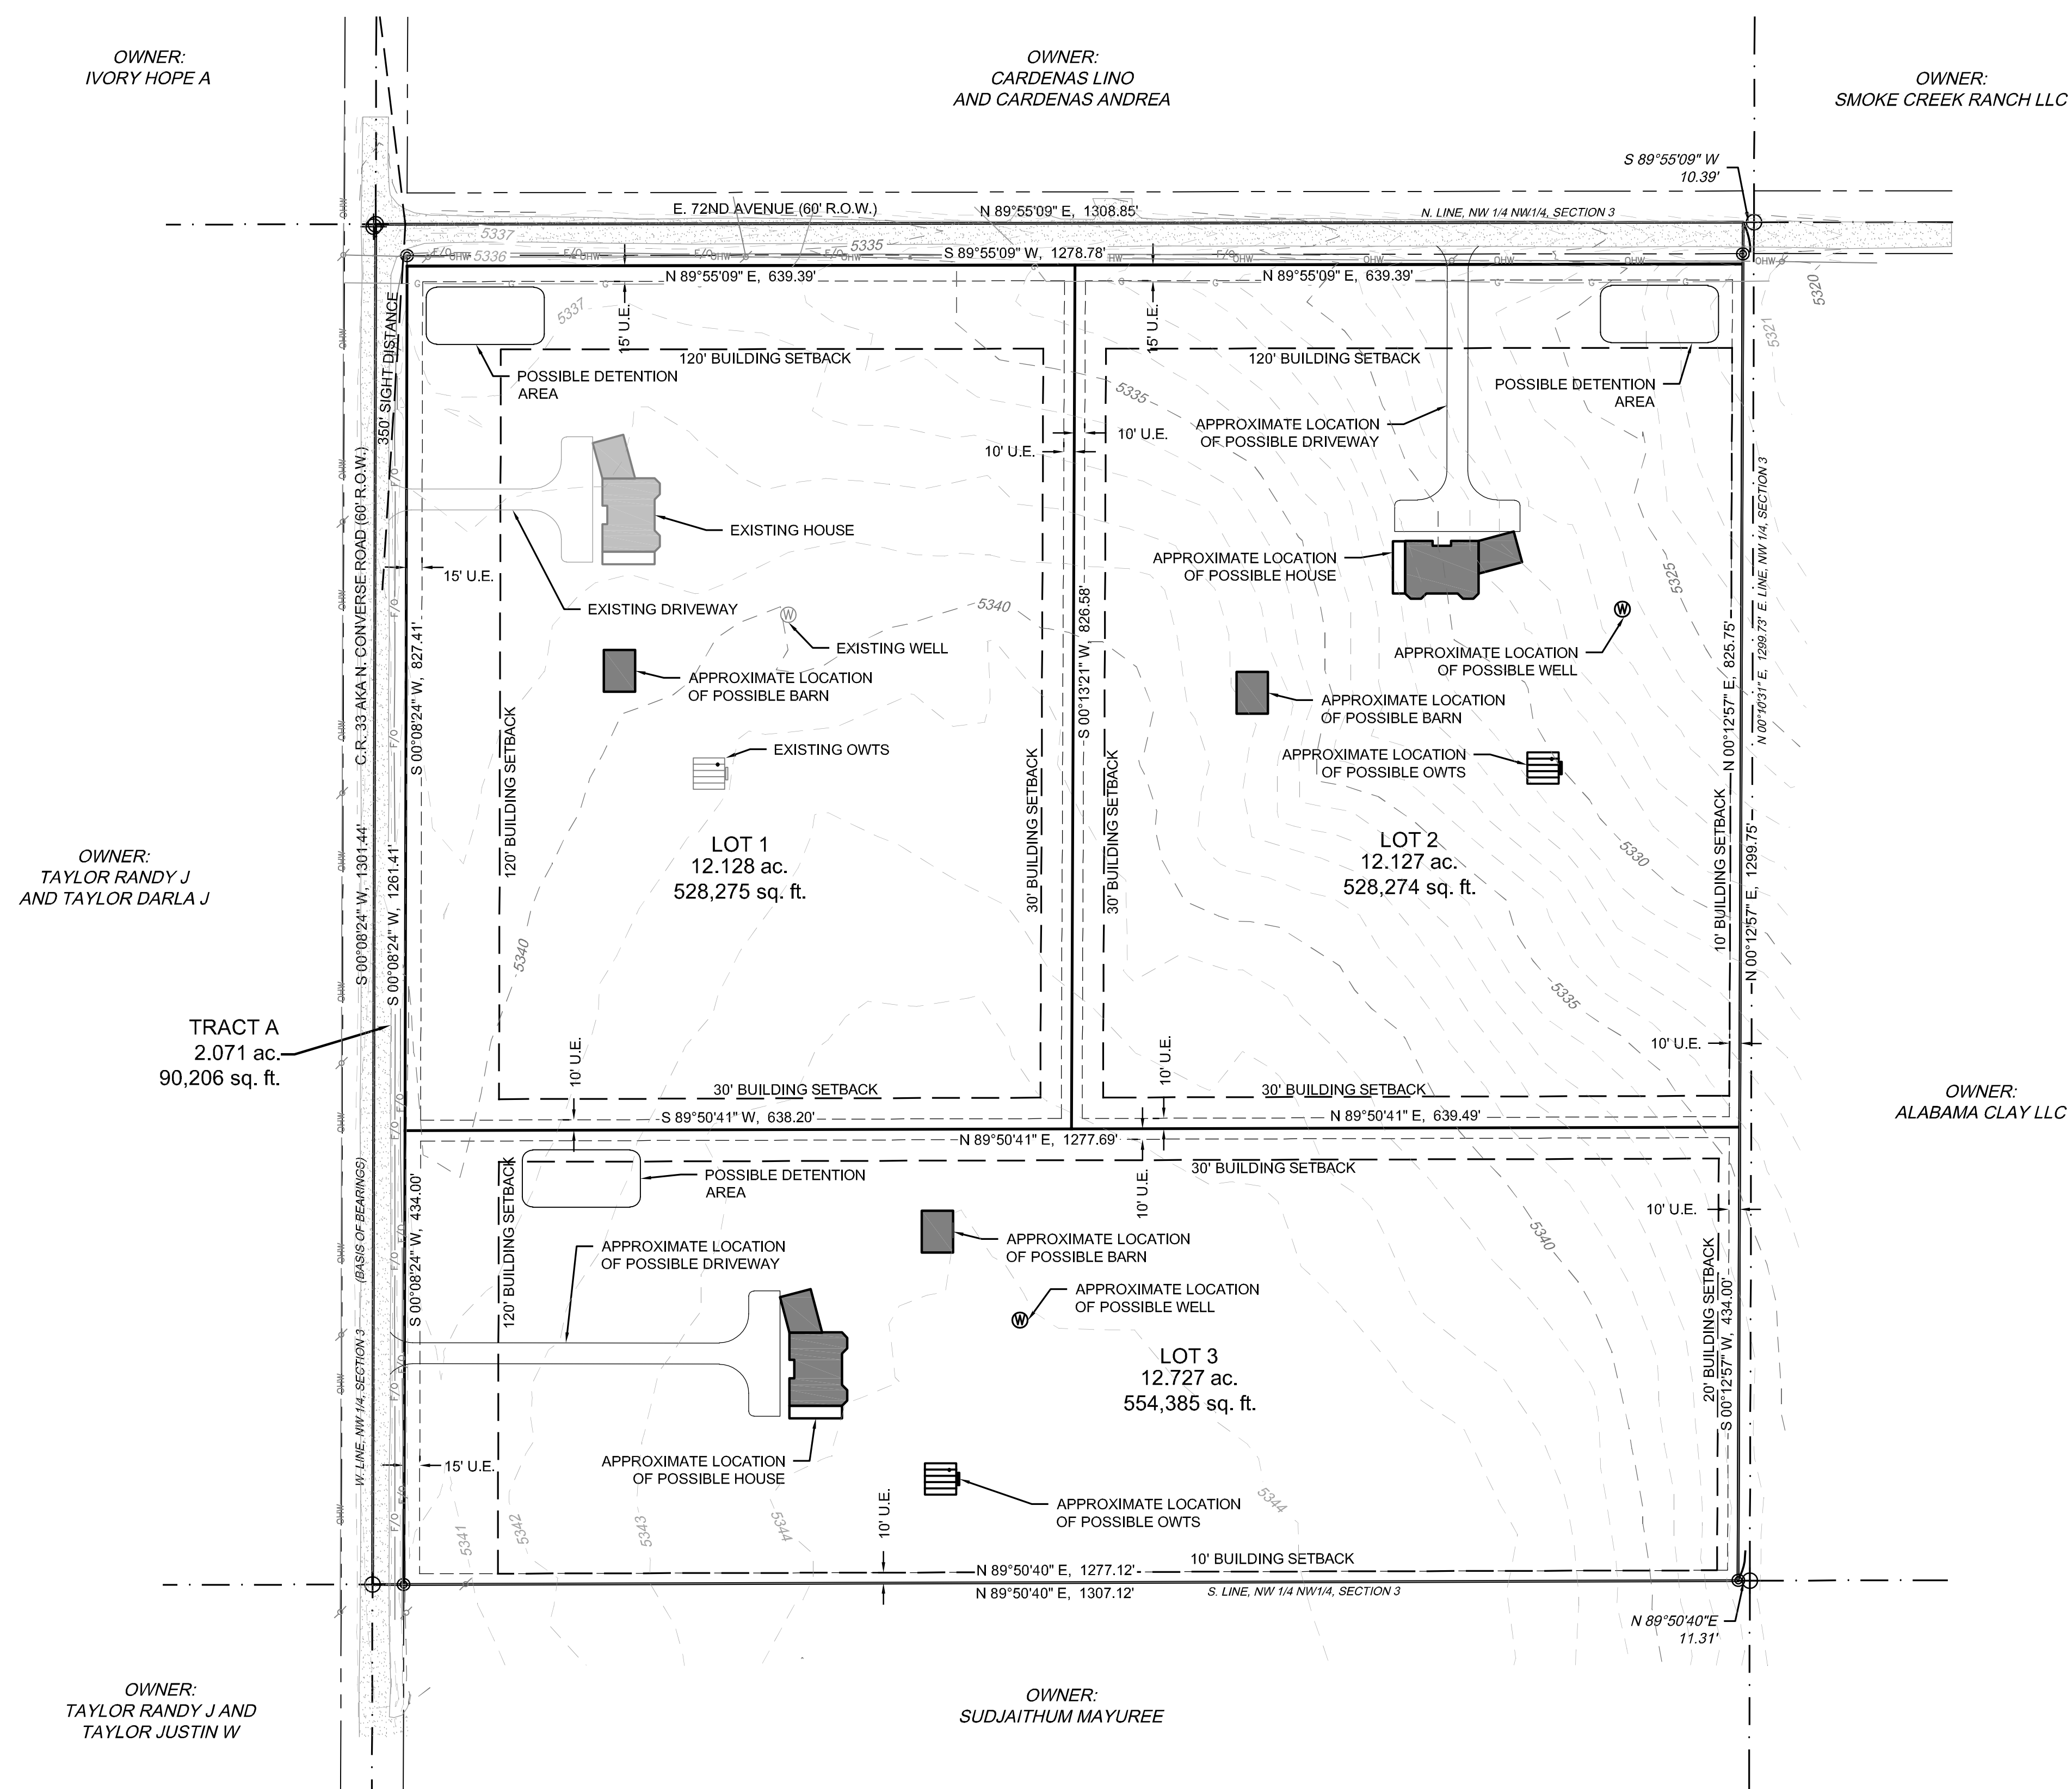 OWNER:
IVORY HOPE A
OWNER:
CARDENAS LINO
AND CARDENAS ANDREA
OWNER:
SMOKE CREEK RANCH LLC
S 89°55'09" W
10.39'
E. 72ND AVENUE (60' R.O.W.)
N 89°55'09" E, 1308.85'
N. LINE, NW 1/4 NW1/4, SECTION 3
5337
5335
5336
F/O
OHW
S 89°55'09" W, 1278.78'
OHW
OHW
OHW
OHW
OHW
N 89°55'09" E, 639.39'
N 89°55'09" E, 639.39'
5320
5321
5337
15' U.E.
15' U.E.
350' SIGHT DISTANCE
120' BUILDING SETBACK
120' BUILDING SETBACK
POSSIBLE DETENTION
AREA
POSSIBLE DETENTION
AREA
5335
APPROXIMATE LOCATION
OF POSSIBLE DRIVEWAY
10' U.E.
10' U.E.
C.R. 33 AKA N. CONVERSE ROAD (60' R.O.W.)
EXISTING HOUSE
APPROXIMATE LOCATION
OF POSSIBLE HOUSE
15' U.E.
5325
EXISTING DRIVEWAY
5340
W
W
EXISTING WELL
APPROXIMATE LOCATION
OF POSSIBLE WELL
S 00°08'24" W, 827.41'
S 00°13'21" W, 826.58'
N 00°12'57" E, 825.75'
N 00°10'31" E, 1299.73' E. LINE, NW 1/4, SECTION 3
APPROXIMATE LOCATION
OF POSSIBLE BARN
APPROXIMATE LOCATION
OF POSSIBLE BARN
EXISTING OWTS
APPROXIMATE LOCATION
OF POSSIBLE OWTS
120' BUILDING SETBACK
30' BUILDING SETBACK
30' BUILDING SETBACK
10' BUILDING SETBACK
LOT 1
12.128 ac.
528,275 sq. ft.
LOT 2
12.127 ac.
528,274 sq. ft.
5330
OWNER:
TAYLOR RANDY J
AND TAYLOR DARLA J
S 00°08'24" W, 1301.44'
S 00°08'24" W, 1261.41'
N 00°12'57" E, 1299.75'
5340
5335
TRACT A
2.071 ac.
90,206 sq. ft.
10' U.E.
10' U.E.
10' U.E.
30' BUILDING SETBACK
30' BUILDING SETBACK
OWNER:
ALABAMA CLAY LLC
S 89°50'41" W, 638.20'
N 89°50'41" E, 639.49'
N 89°50'41" E, 1277.69'
30' BUILDING SETBACK
POSSIBLE DETENTION
AREA
10' U.E.
10' U.E.
(BASIS OF BEARINGS)
S 00°08'24" W, 434.00'
120' BUILDING SETBACK
APPROXIMATE LOCATION
OF POSSIBLE DRIVEWAY
APPROXIMATE LOCATION
OF POSSIBLE BARN
5340
W
APPROXIMATE LOCATION
OF POSSIBLE WELL
20' BUILDING SETBACK
S 00°12'57" W, 434.00'
LOT 3
12.727 ac.
554,385 sq. ft.
W. LINE, NW 1/4, SECTION 3
15' U.E.
APPROXIMATE LOCATION
OF POSSIBLE HOUSE
APPROXIMATE LOCATION
OF POSSIBLE OWTS
10' U.E.
5341
5342
5343
5344
5344
N 89°50'40" E, 1277.12'
10' BUILDING SETBACK
N 89°50'40" E, 1307.12'
S. LINE, NW 1/4 NW1/4, SECTION 3
N 89°50'40"E
11.31'
OWNER:
TAYLOR RANDY J AND
TAYLOR JUSTIN W
OWNER:
SUDJAITHUM MAYUREE